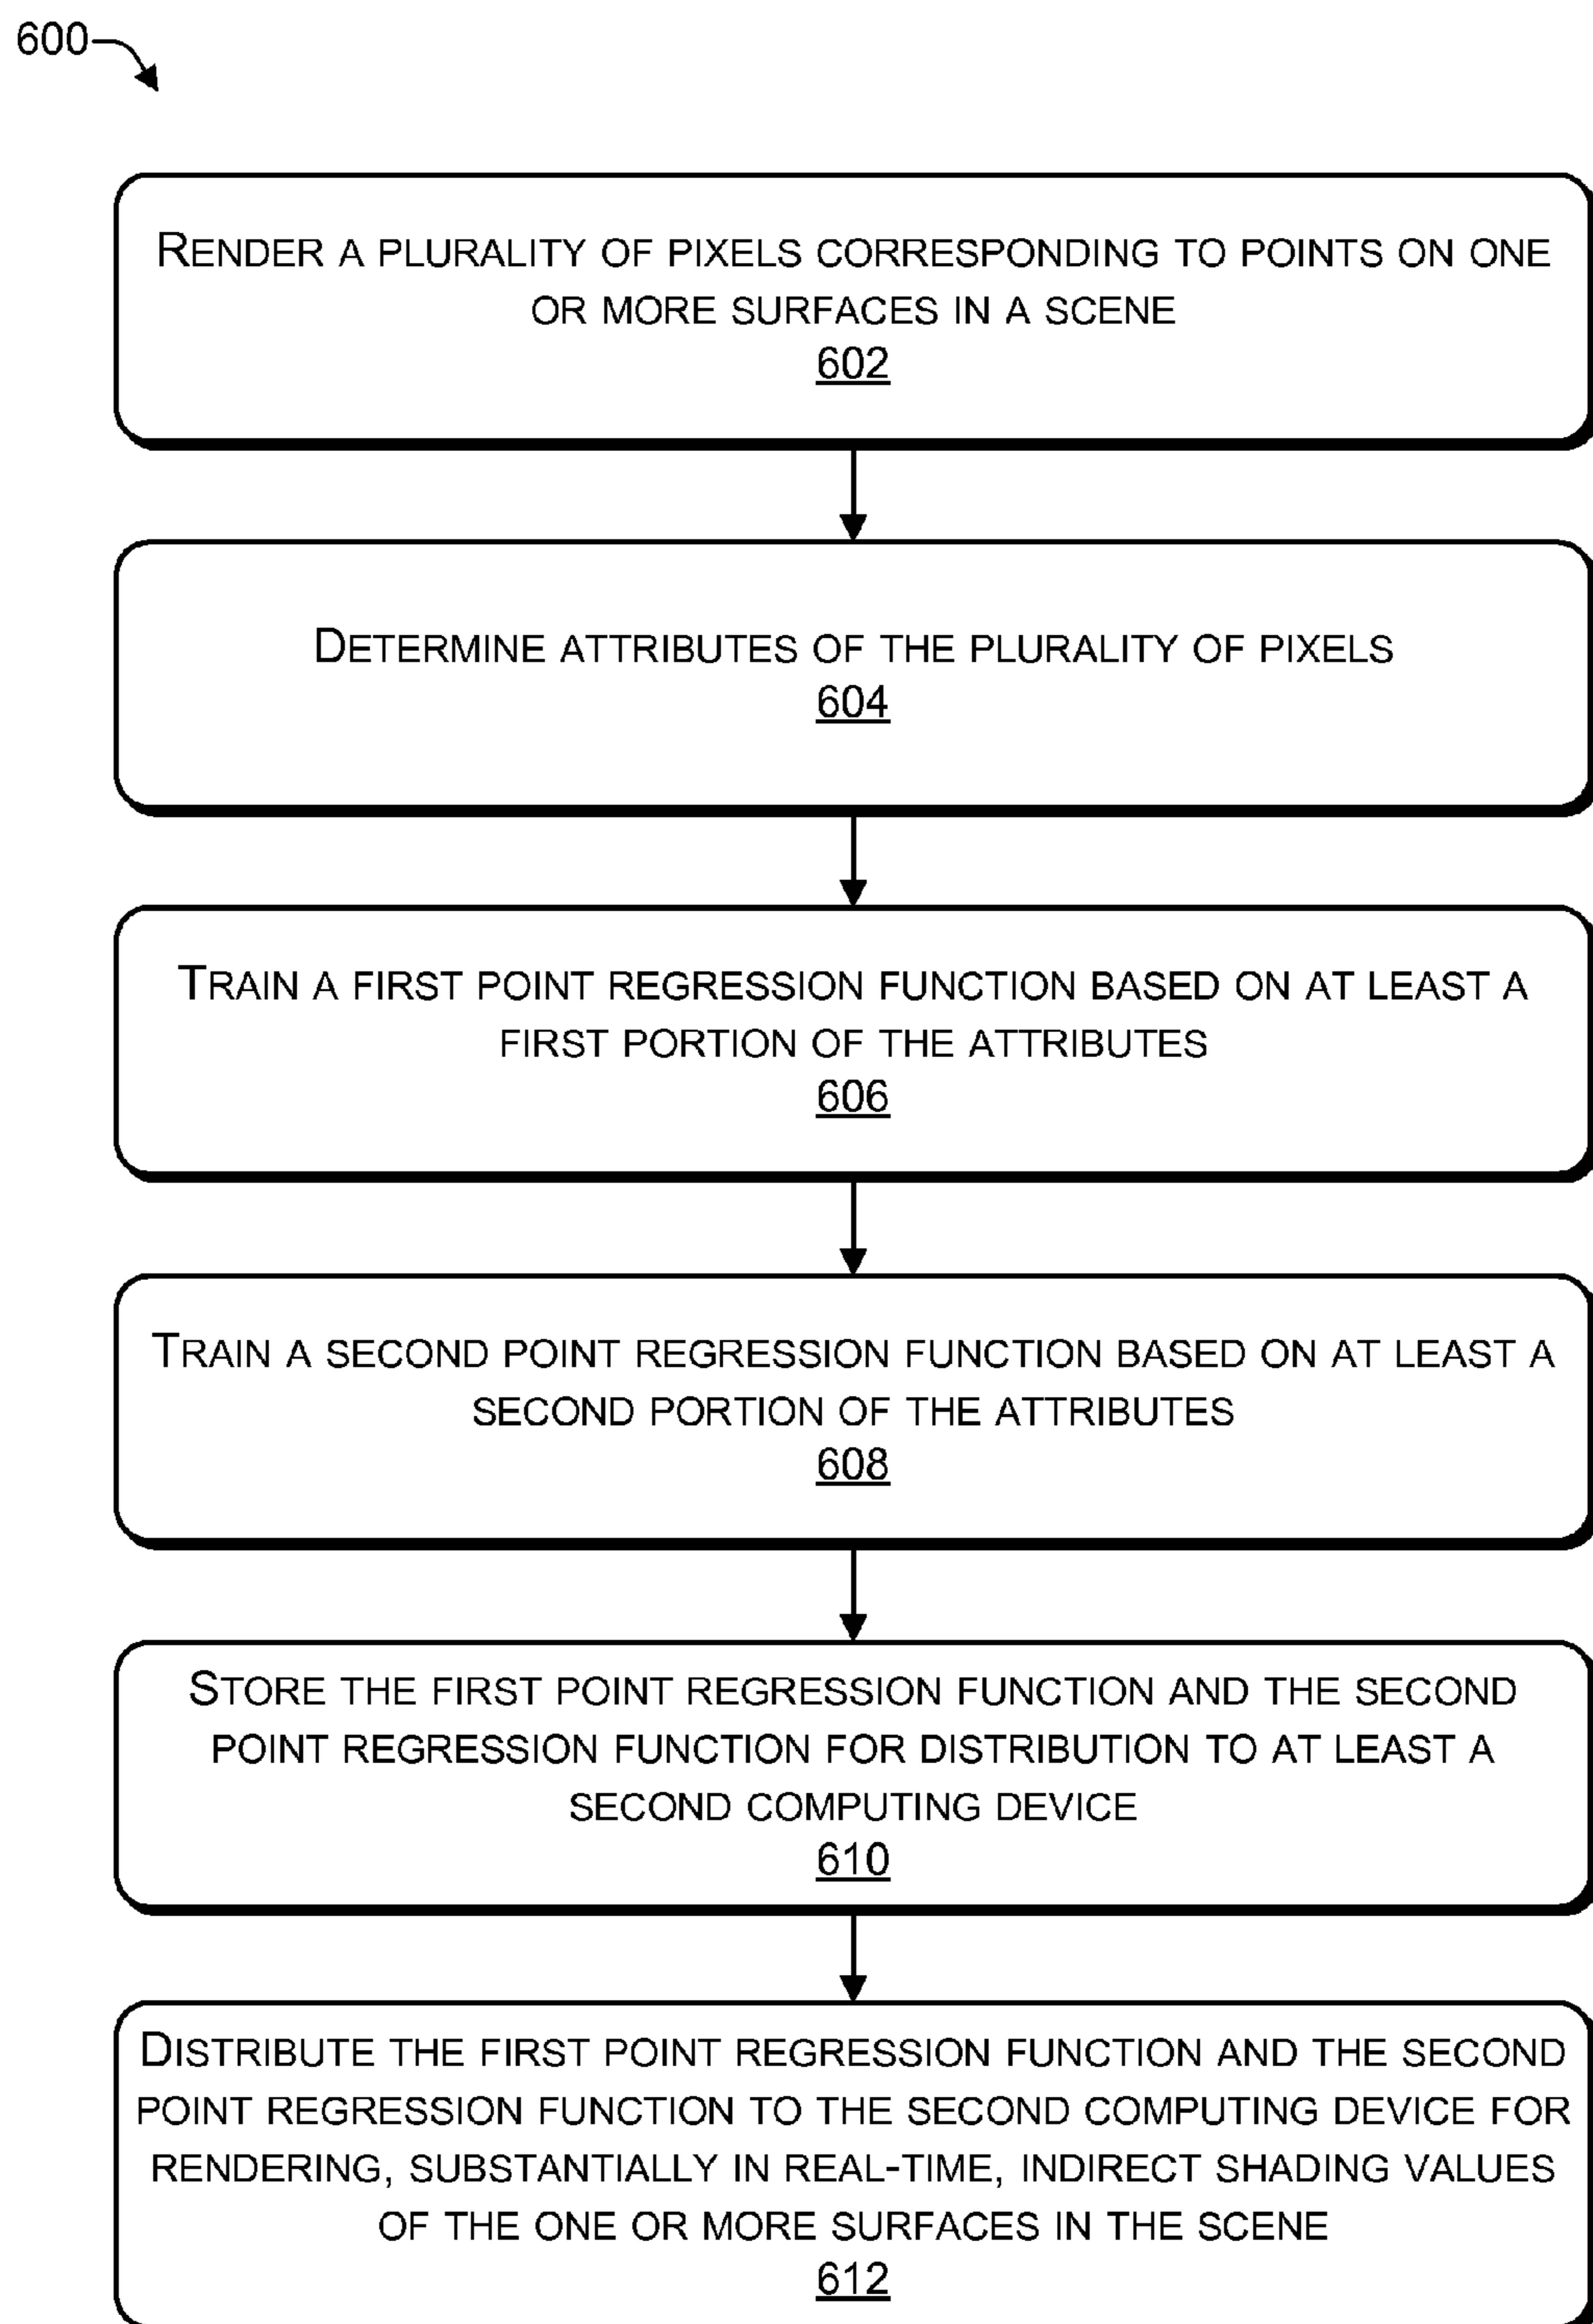 600
RENDER A PLURALITY OF PIXELS CORRESPONDING TO POINTS ON ONE
OR MORE SURFACES IN A SCENE
602
DETERMINE ATTRIBUTES OF THE PLURALITY OF PIXELS
604
TRAIN A FIRST POINT REGRESSION FUNCTION BASED ON AT LEAST A
FIRST PORTION OF THE ATTRIBUTES
606
TRAIN A SECOND POINT REGRESSION FUNCTION BASED ON AT LEAST A
SECOND PORTION OF THE ATTRIBUTES
608
STORE THE FIRST POINT REGRESSION FUNCTION AND THE SECOND
POINT REGRESSION FUNCTION FOR DISTRIBUTION TO AT LEAST A
SECOND COMPUTING DEVICE
610
DISTRIBUTE THE FIRST POINT REGRESSION FUNCTION AND THE SECOND
POINT REGRESSION FUNCTION TO THE SECOND COMPUTING DEVICE FOR
RENDERING, SUBSTANTIALLY IN REAL-TIME, INDIRECT SHADING VALUES
OF THE ONE OR MORE SURFACES IN THE SCENE
612